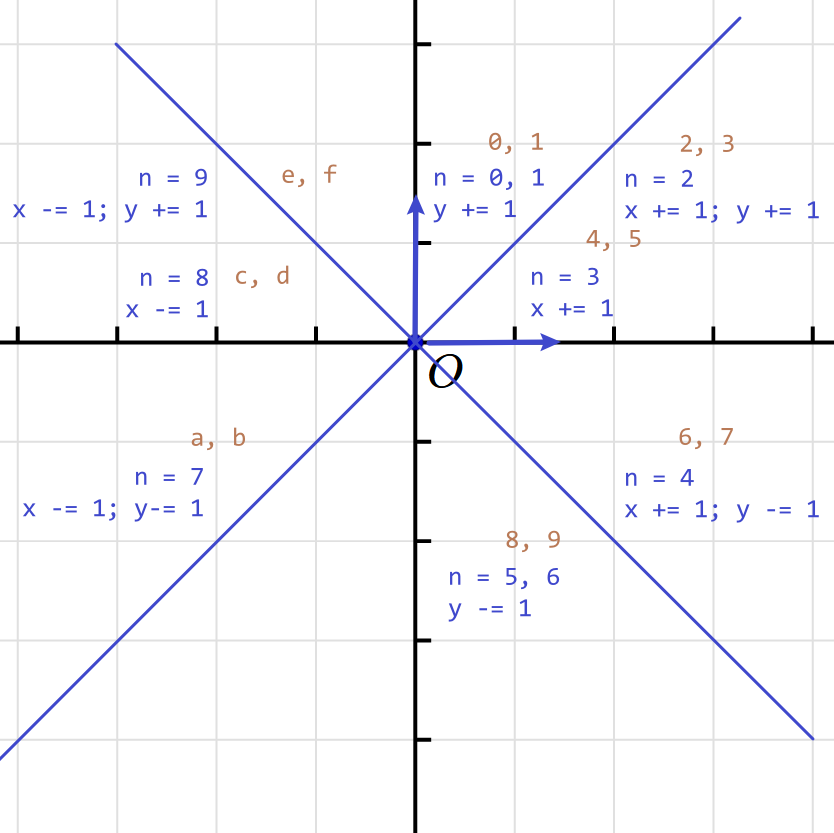 0, 1
n = 0, 1
y += 1
2, 3
n = 2
x += 1; y += 1
4, 5
n = 3
x += 1
e, f
n = 9
x -= 1; y += 1
c, d
n = 8
x -= 1
O
a, b
n = 7
x -= 1; y-= 1
6, 7
n = 4
x += 1; y -= 1
8, 9
n = 5, 6
y -= 1